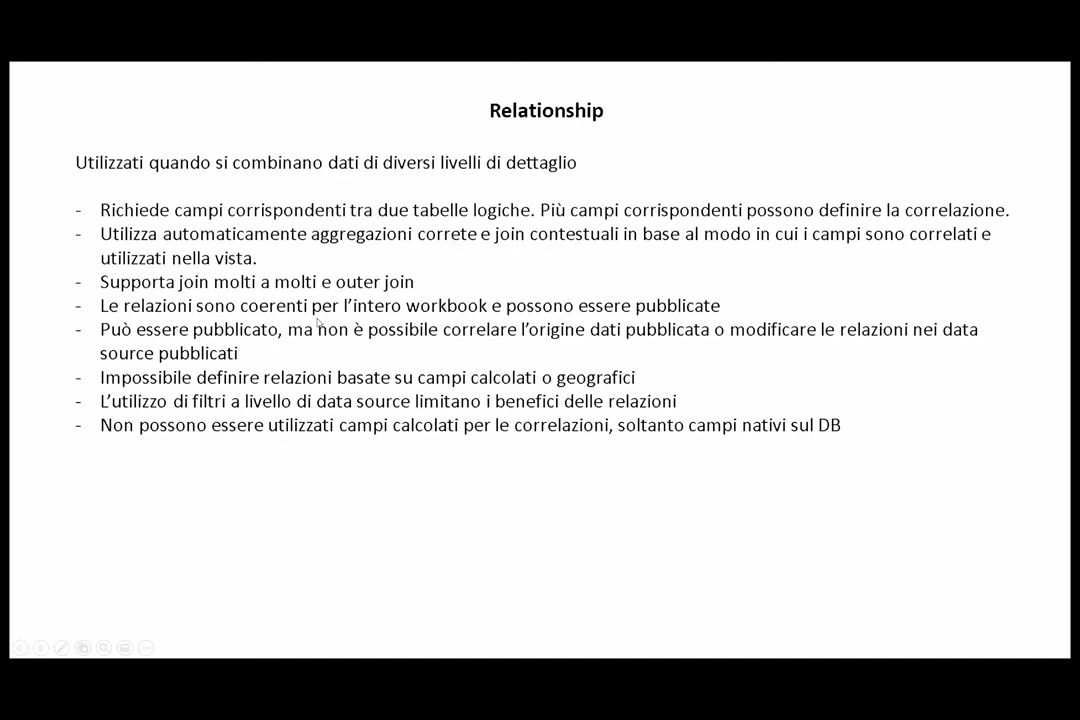 Relationship
Utilizzati quando si combinano dati di diversi livelli di dettaglio
- Richiede campi corrispondenti tra due tabelle logiche. Più campi corrispondenti possono definire la correlazione.
- Utilizza automaticamente aggregazioni correte e join contestuali in base al modo in cui i campi sono correlati e
utilizzati nella vista.
- Supporta join molti a molti e outer join
- Le relazioni sono coerenti per l’intero workbook e possono essere pubblicate
- Può essere pubblicato, ma non è possibile correlare l’origine dati pubblicata o modificare le relazioni nei data
source pubblicati
- Impossibile definire relazioni basate su campi calcolati o geografici
- L’utilizzo di filtri a livello di data source limitano i benefici delle relazioni
- Non possono essere utilizzati campi calcolati per le correlazioni, soltanto campi nativi sul DB